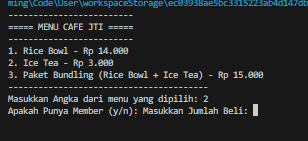 ming\Code\User\workspaceStorage\ec03938ae5bc3315223ab4d147db
-------------------------
===== MENU CAFE JTI =====
-------------------------
1. Rice Bowl - Rp 14.000
2. Ice Tea - Rp 3.000
3. Paket Bundling (Rice Bowl + Ice Tea) - Rp 15.000
----------------------------------------
Masukkan Angka dari menu yang dipilih: 2
Apakah Punya Member (y/n): Masukkan Jumlah Beli: